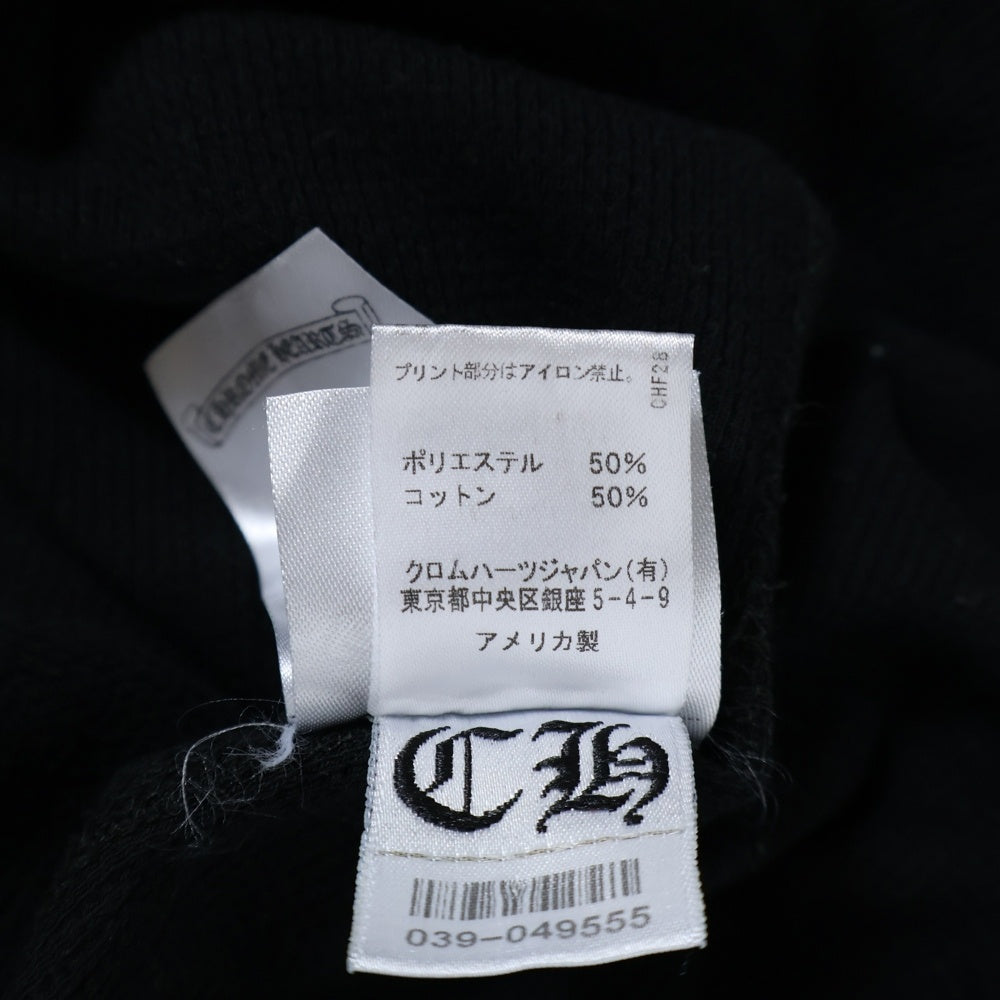 CHROME HEARTS
プリント部分はアイロン禁止。
CHF28
ポリエステル 50%
コットン 50%
クロムハーツジャパン(有)
東京都中央区銀座5-4-9
アメリカ製
CH
039-049555